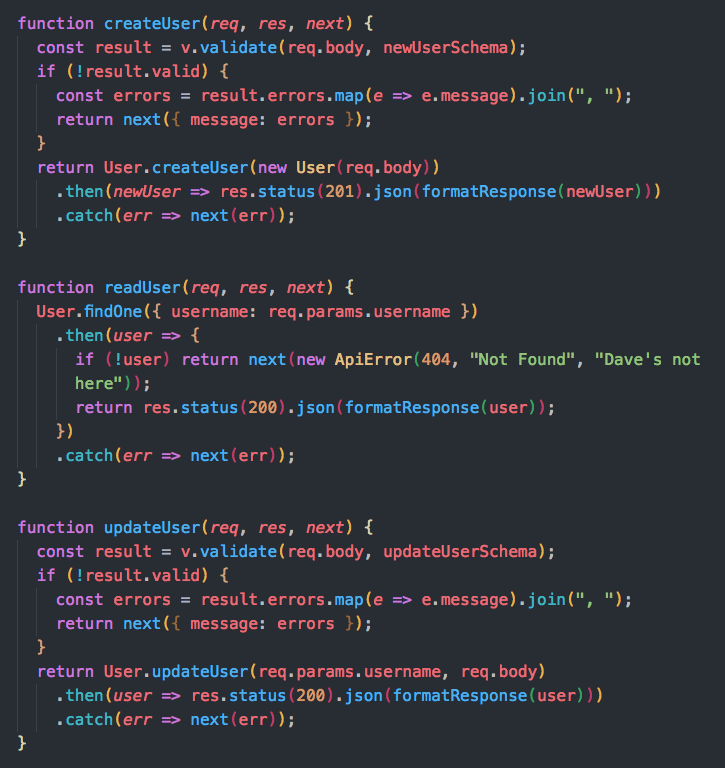 function createUser(req, res, next) {
  const result = v.validate(req.body, newUserSchema);
  if (!result.valid) {
    const errors = result.errors.map(e => e.message).join(", ");
    return next({ message: errors });
  }
  return User.createUser(new User(req.body))
    .then(newUser => res.status(201).json(formatResponse(newUser)))
    .catch(err => next(err));
}

function readUser(req, res, next) {
  User.findOne({ username: req.params.username })
    .then(user => {
      if (!user) return next(new ApiError(404, "Not Found", "Dave's not
      here"));
      return res.status(200).json(formatResponse(user));
    })
    .catch(err => next(err));
}

function updateUser(req, res, next) {
  const result = v.validate(req.body, updateUserSchema);
  if (!result.valid) {
    const errors = result.errors.map(e => e.message).join(", ");
    return next({ message: errors });
  }
  return User.updateUser(req.params.username, req.body)
    .then(user => res.status(200).json(formatResponse(user)))
    .catch(err => next(err));
}